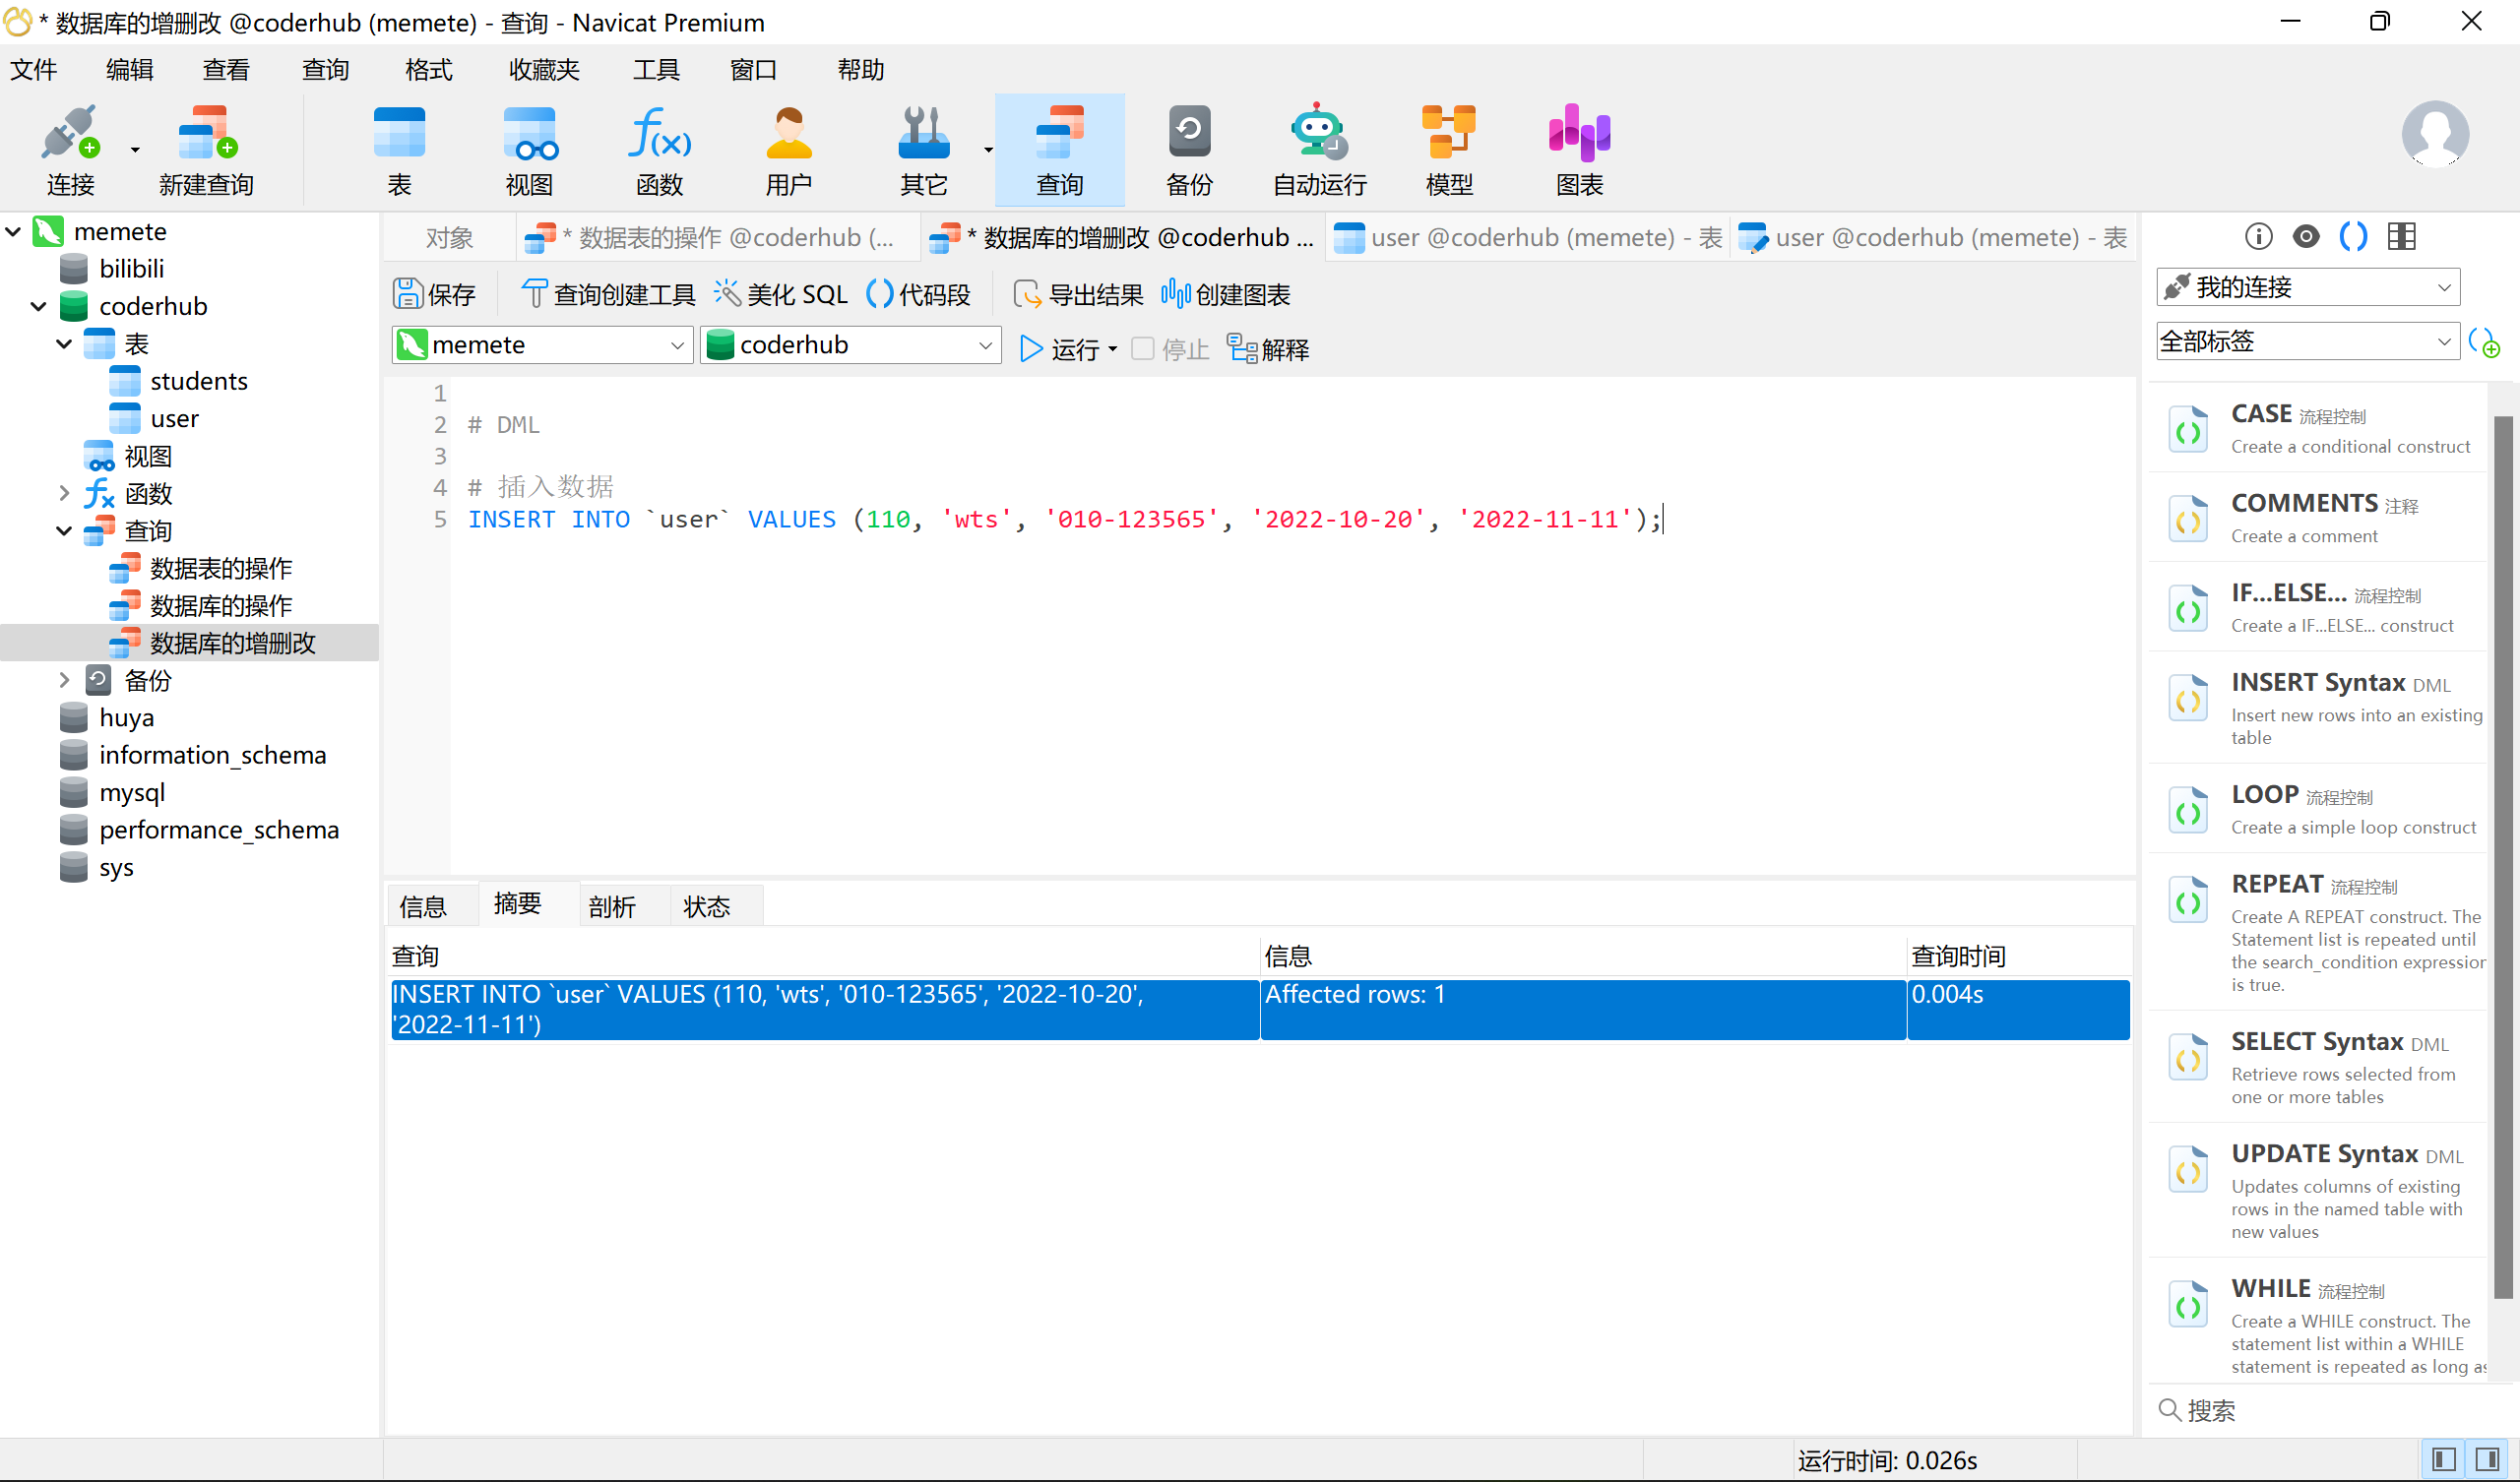 * 数据库的增删改 @coderhub (memete) - 查询 - Navicat Premium
文件 编辑 查看 查询 格式 收藏夹 工具 窗口 帮助
连接 新建查询 表 视图 函数 用户 其它 查询 备份 自动运行 模型 图表
memete
bilibili
coderhub
表
students
user
视图
函数
查询
数据表的操作
数据库的操作
数据库的增删改
备份
huya
information_schema
mysql
performance_schema
sys
对象 * 数据表的操作 @coderhub (... * 数据库的增删改 @coderhub ... user @coderhub (memete) - 表 user @coderhub (memete) - 表
保存 查询创建工具 美化 SQL 代码段 导出结果 创建图表
memete coderhub 运行 停止 解释
1
2 # DML
3
4 # 插入数据
5 INSERT INTO `user` VALUES (110, 'wts', '010-123565', '2022-10-20', '2022-11-11');
信息 摘要 剖析 状态
查询 信息 查询时间
INSERT INTO `user` VALUES (110, 'wts', '010-123565', '2022-10-20', Affected rows: 1 0.004s
'2022-11-11')
我的连接
全部标签
CASE 流程控制
Create a conditional construct
COMMENTS 注释
Create a comment
IF...ELSE... 流程控制
Create a IF...ELSE... construct
INSERT Syntax DML
Insert new rows into an existing
table
LOOP 流程控制
Create a simple loop construct
REPEAT 流程控制
Create A REPEAT construct. The
Statement list is repeated until
the search_condition expression
is true.
SELECT Syntax DML
Retrieve rows selected from
one or more tables
UPDATE Syntax DML
Updates columns of existing
rows in the named table with
new values
WHILE 流程控制
Create a WHILE construct. The
statement list within a WHILE
statement is repeated as long as
搜索
运行时间: 0.026s